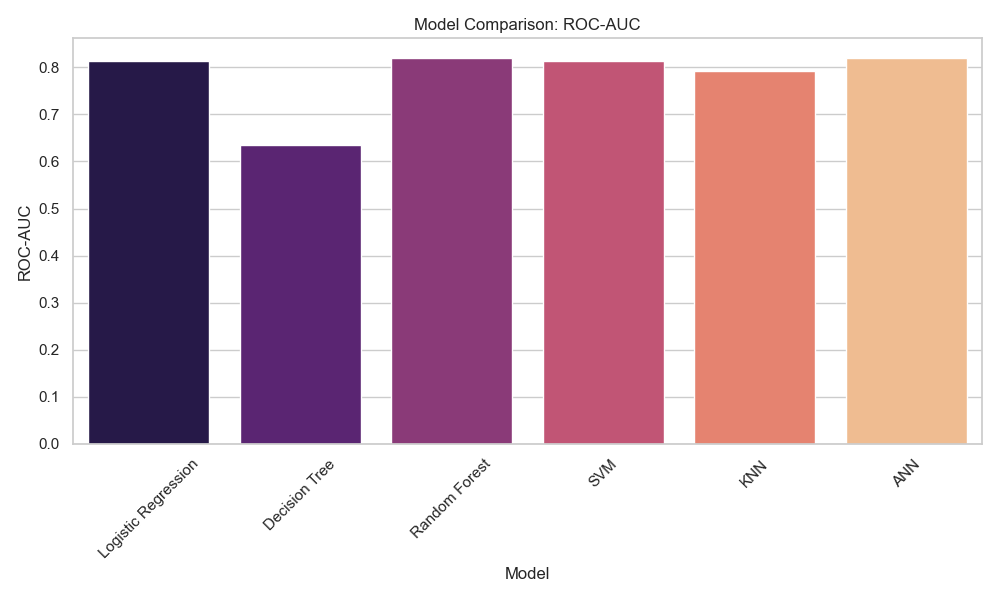 Model Comparison: ROC-AUC
ROC-AUC
0.8
0.7
0.6
0.5
0.4
0.3
0.2
0.1
0.0
Logistic Regression
Decision Tree
Random Forest
SVM
KNN
ANN
Model